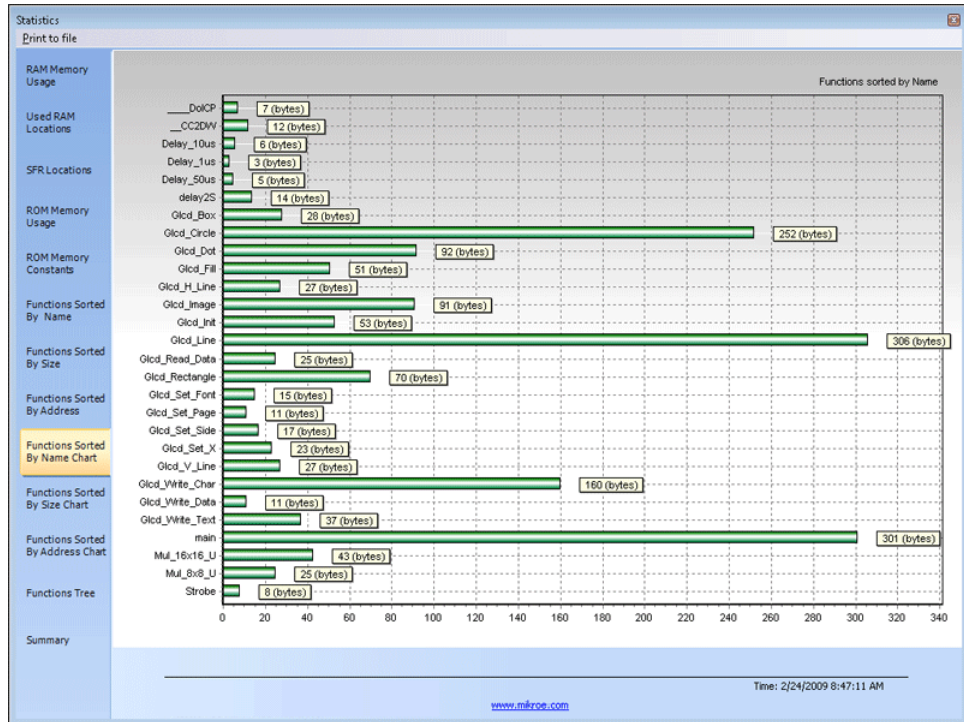 Statistics
Print to file
RAM Memory
Usage
Used RAM
Locations
SFR Locations
ROM Memory
Usage
ROM Memory
Constants
Functions Sorted
By Name
Functions Sorted
By Size
Functions Sorted
By Address
Functions Sorted
By Name Chart
Functions Sorted
By Size Chart
Functions Sorted
By Address Chart
Functions Tree
Summary
Functions sorted by Name
___DoICP 7 (bytes)
__CC2DW 12 (bytes)
Delay_10us 6 (bytes)
Delay_1us 3 (bytes)
Delay_50us 5 (bytes)
delay2S 14 (bytes)
Glcd_Box 28 (bytes)
Glcd_Circle 252 (bytes)
Glcd_Dot 92 (bytes)
Glcd_Fill 51 (bytes)
Glcd_H_Line 27 (bytes)
Glcd_Image 91 (bytes)
Glcd_Init 53 (bytes)
Glcd_Line 306 (bytes)
Glcd_Read_Data 25 (bytes)
Glcd_Rectangle 70 (bytes)
Glcd_Set_Font 15 (bytes)
Glcd_Set_Page 11 (bytes)
Glcd_Set_Side 17 (bytes)
Glcd_Set_X 23 (bytes)
Glcd_V_Line 27 (bytes)
Glcd_Write_Char 160 (bytes)
Glcd_Write_Data 11 (bytes)
Glcd_Write_Text 37 (bytes)
main 301 (bytes)
Mul_16x16_U 43 (bytes)
Mul_8x8_U 25 (bytes)
Strobe 8 (bytes)
0 20 40 60 80 100 120 140 160 180 200 220 240 260 280 300 320 340
Time: 2/24/2009 8:47:11 AM
www.mikroe.com